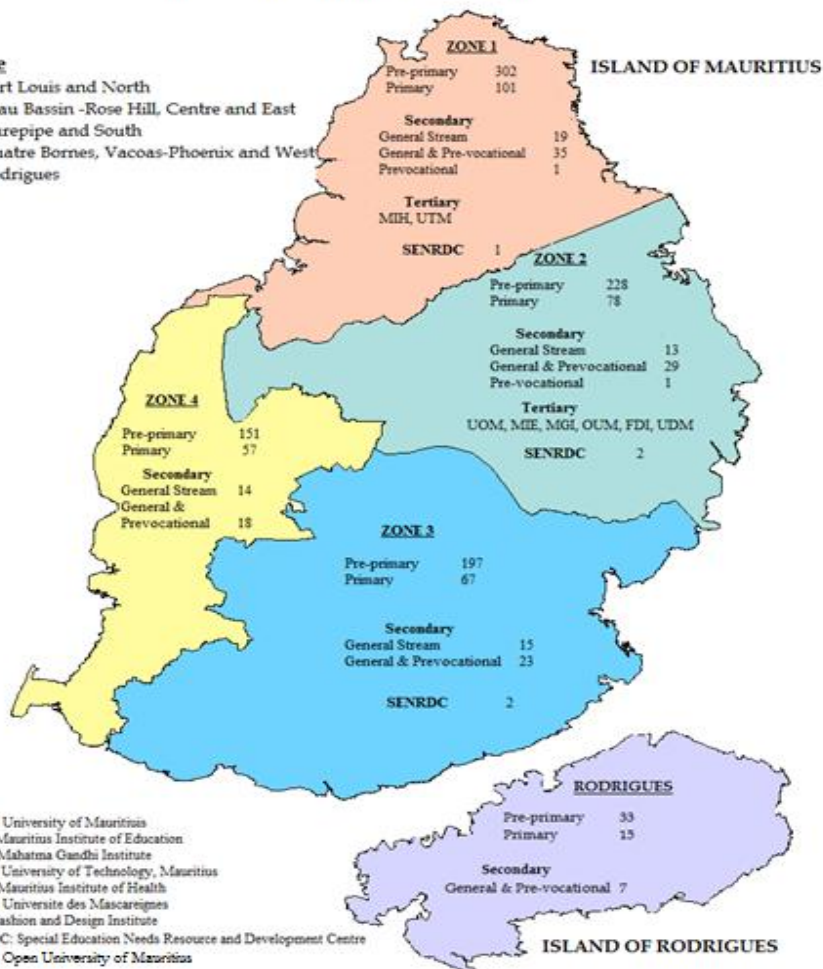 ISLAND OF MAURITIUS
rt Louis and North
au Bassin -Rose Hill, Centre and East
repipe and South
atre Bornes, Vacoas-Phoenix and West
drigues
ZONE 1
Pre-primary 302
Primary 101
Secondary
General Stream 19
General & Pre-vocational 35
Prevocational 1
Tertiary
MIH, UTM
SENRDC 1
ZONE 2
Pre-primary 228
Primary 78
Secondary
General Stream 13
General & Prevocational 29
Pre-vocational 1
Tertiary
UOM, MIE, MGI, OUM, FDI, UDM
SENRDC 2
ZONE 4
Pre-primary 151
Primary 57
Secondary
General Stream 14
General &
Prevocational 18
ZONE 3
Pre-primary 197
Primary 67
Secondary
General Stream 15
General & Prevocational 23
SENRDC 2
RODRIGUES
Pre-primary 33
Primary 15
Secondary
General & Pre-vocational 7
ISLAND OF RODRIGUES
University of Mauritiuis
Mauritius Institute of Education
Mahatma Gandhi Institute
University of Technology, Mauritius
Mauritius Institute of Health
Universite des Mascareignes
ashion and Design Institute
C: Special Education Needs Resource and Development Centre
Open University of Mauritius